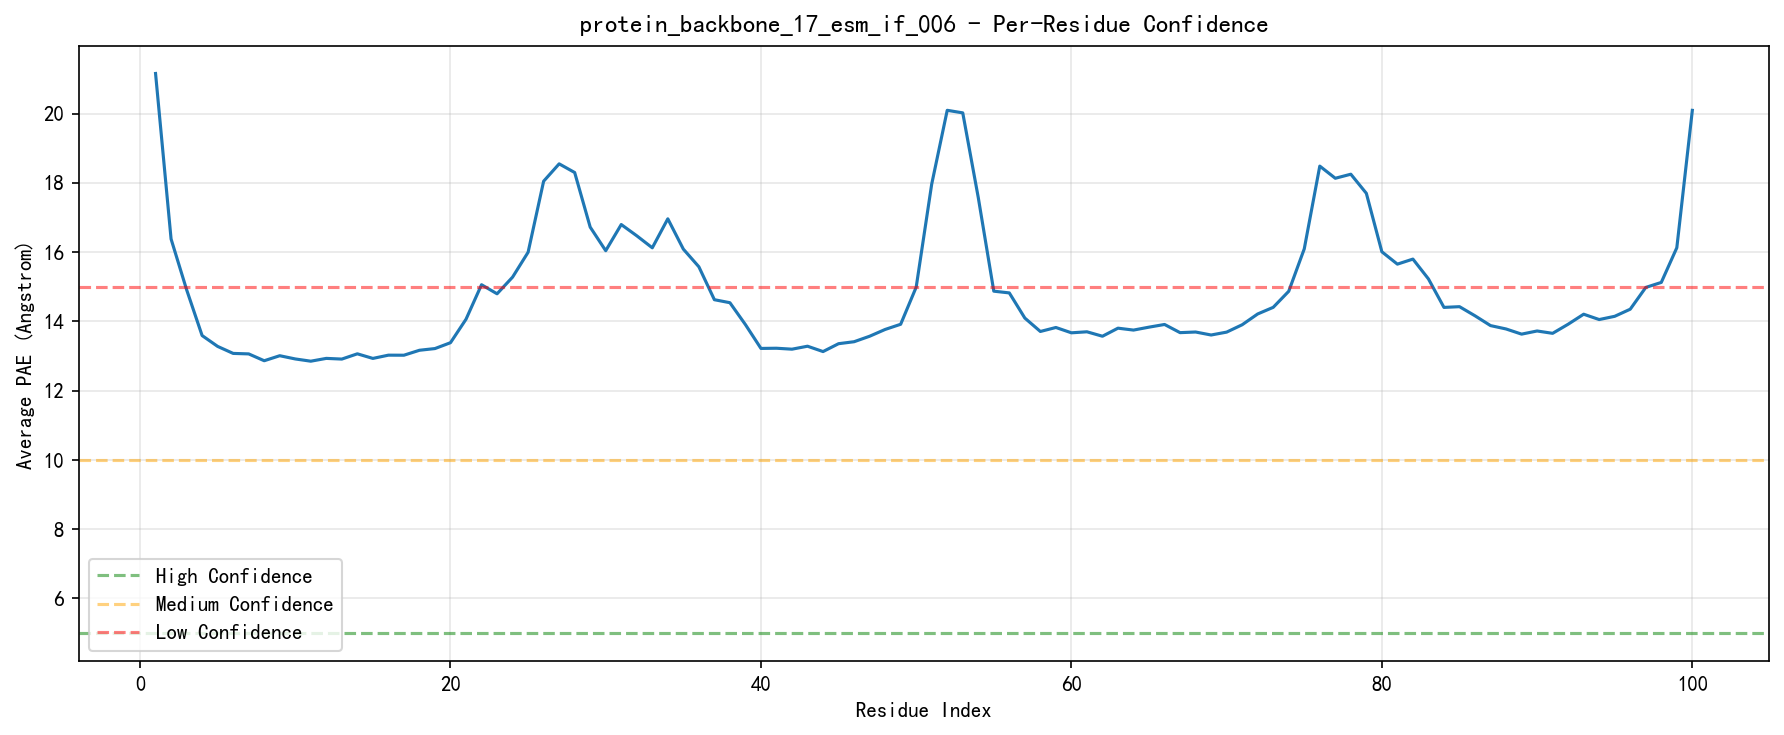 protein_backbone_17_esm_if_006 - Per-Residue Confidence
Average PAE (Angstrom)
20
18
16
14
12
10
8
6
High Confidence
Medium Confidence
Low Confidence
0
20
40
60
80
100
Residue Index